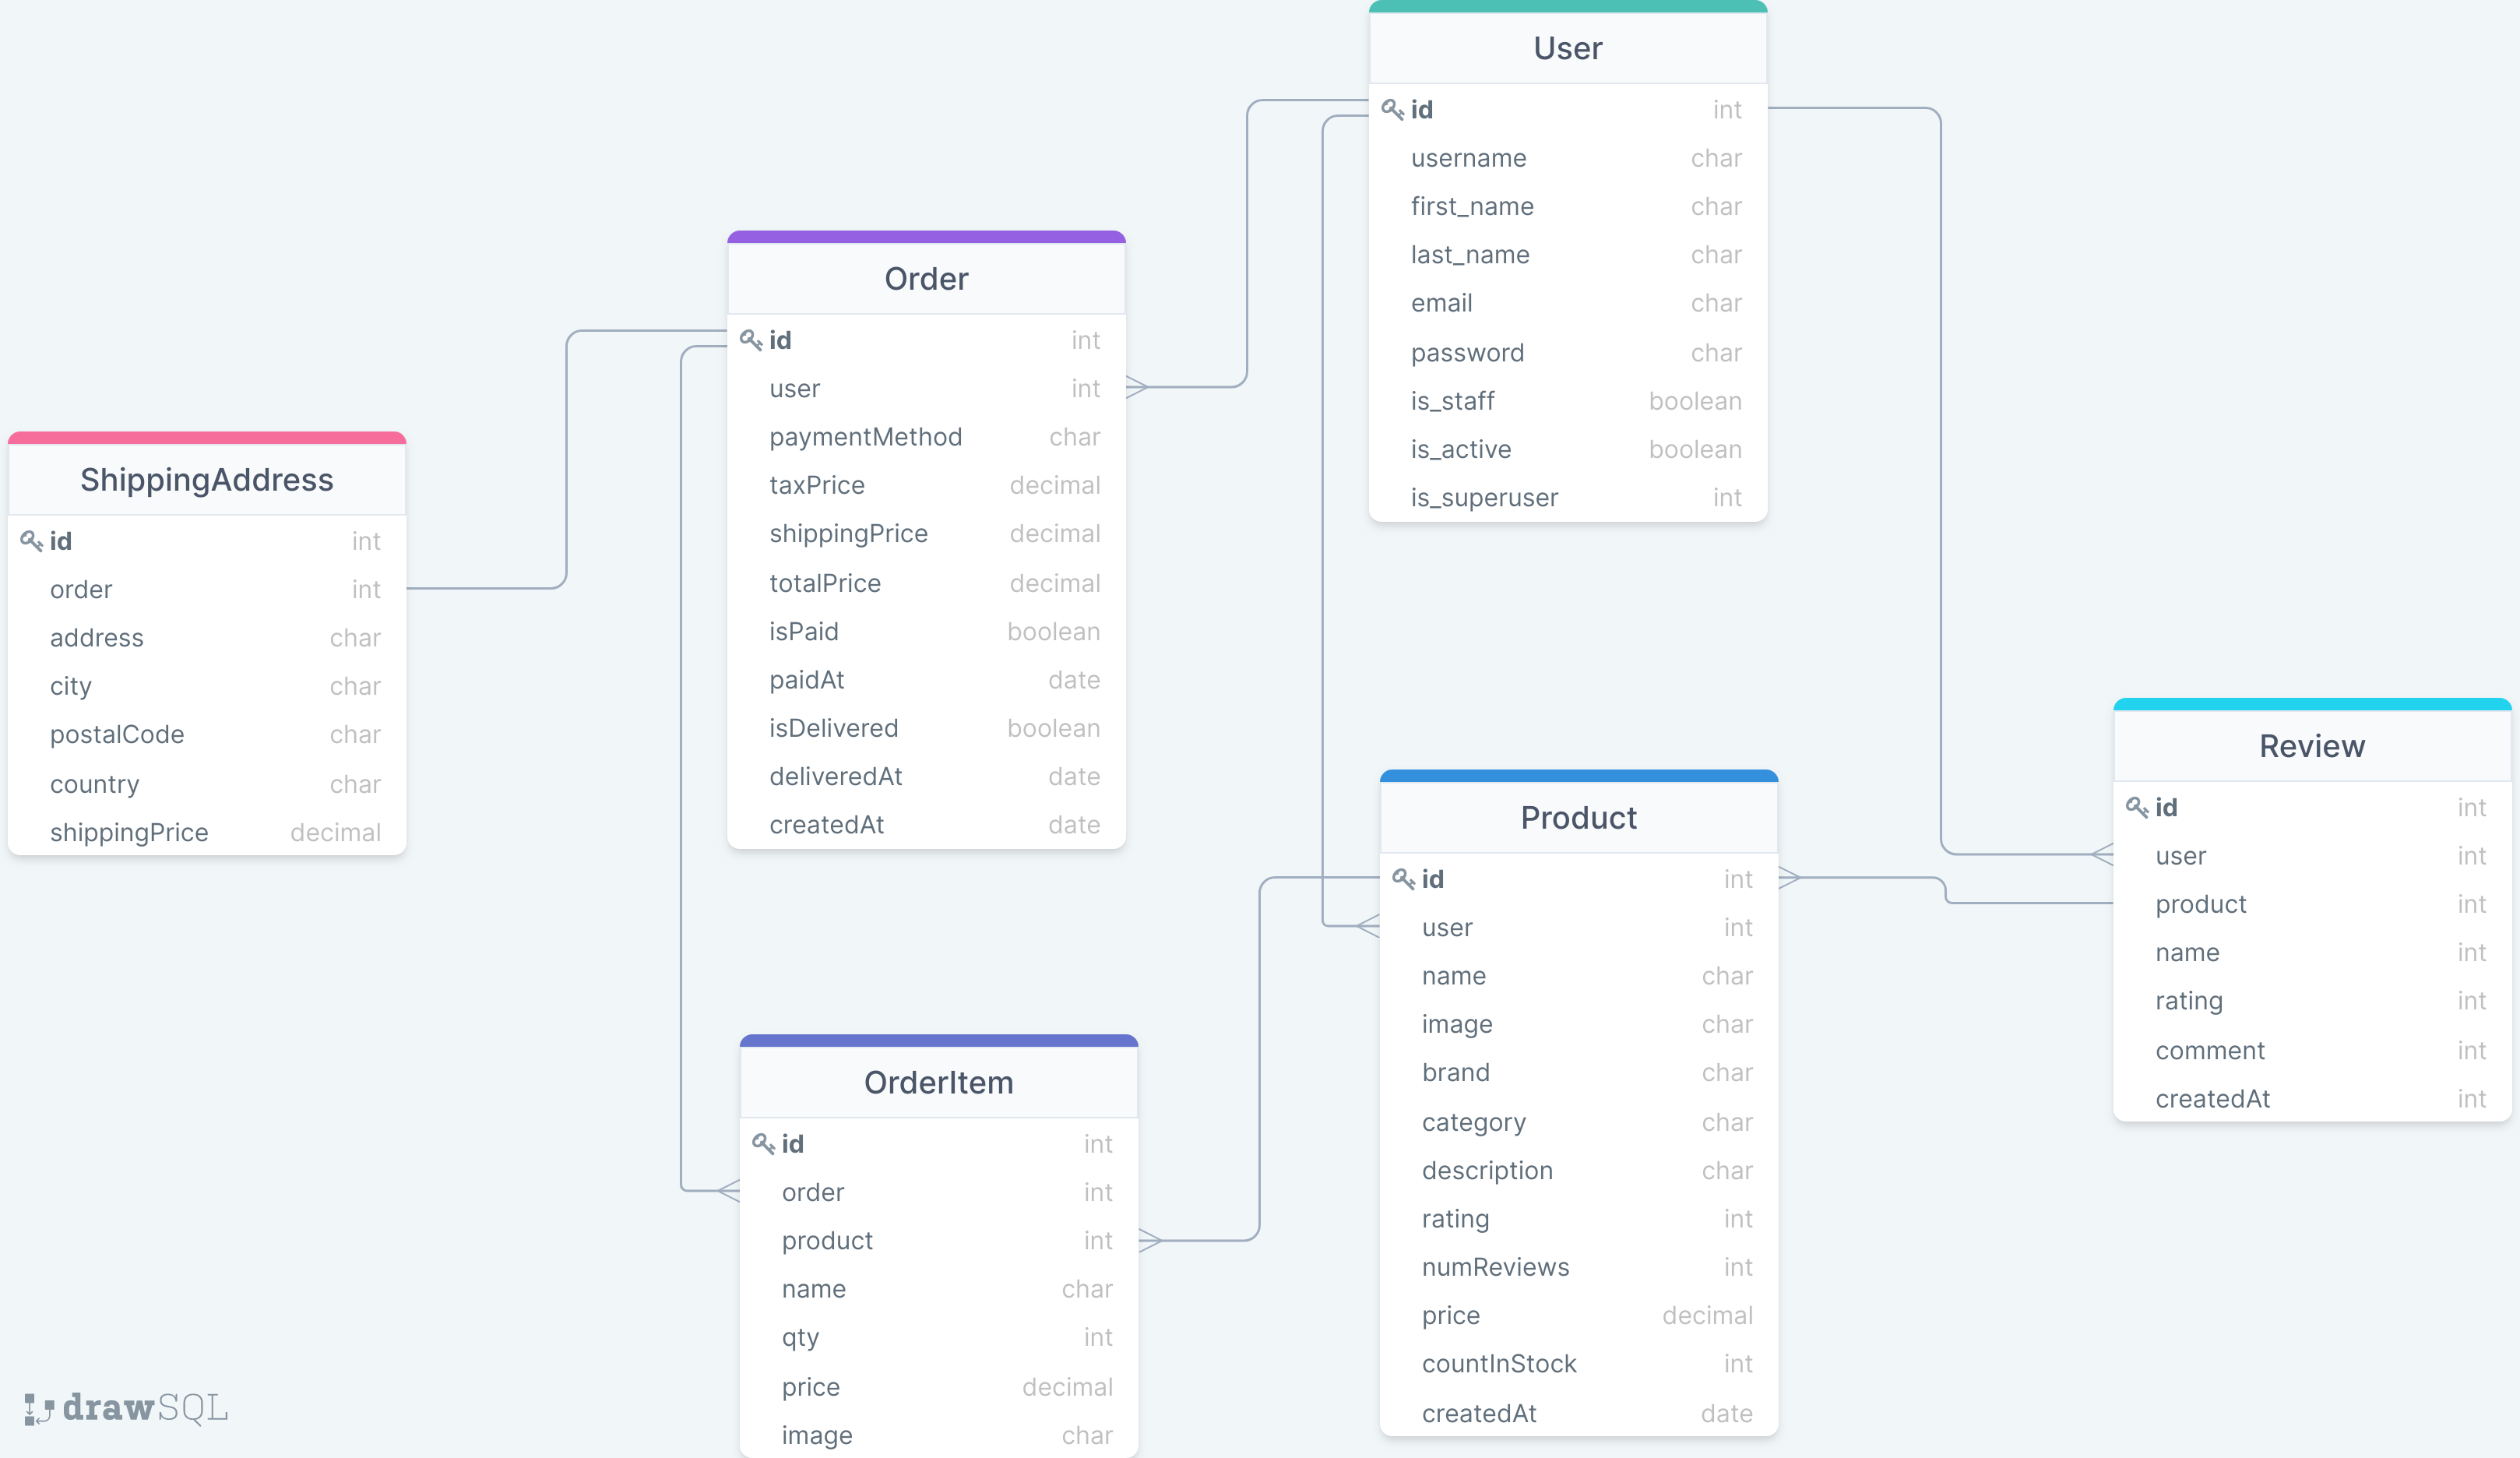 User
id int
username char
first_name char
last_name char
email char
password char
is_staff boolean
is_active boolean
is_superuser int
Order
id int
user int
paymentMethod char
taxPrice decimal
shippingPrice decimal
totalPrice decimal
isPaid boolean
paidAt date
isDelivered boolean
deliveredAt date
createdAt date
ShippingAddress
id int
order int
address char
city char
postalCode char
country char
shippingPrice decimal
Review
id int
user int
product int
name int
rating int
comment int
createdAt int
Product
id int
user int
name char
image char
brand char
category char
description char
rating int
numReviews int
price decimal
countInStock int
createdAt date
OrderItem
id int
order int
product int
name char
qty int
price decimal
image char
drawSQL